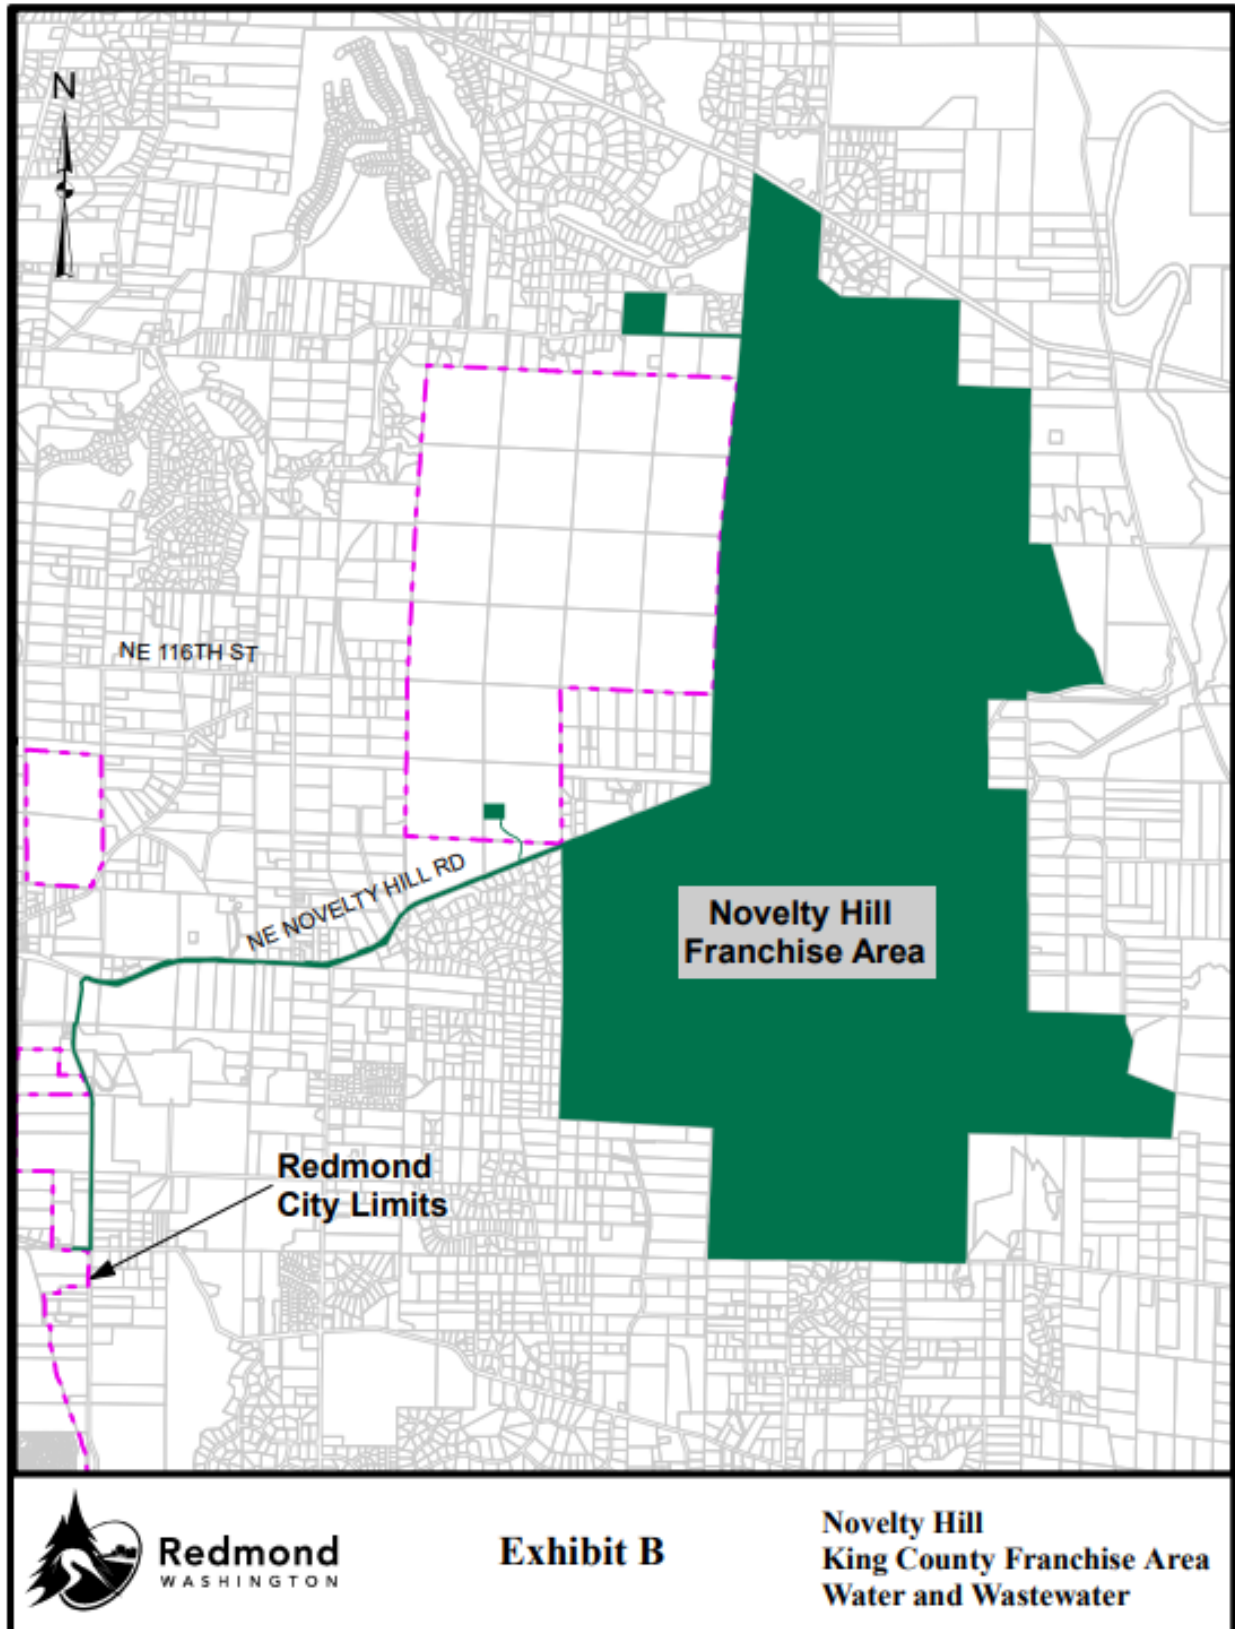 N
NE 116TH ST
NE NOVELTY HILL RD
Novelty Hill
Franchise Area
Redmond
City Limits
Redmond
WASHINGTON
Exhibit B
Novelty Hill
King County Franchise Area
Water and Wastewater